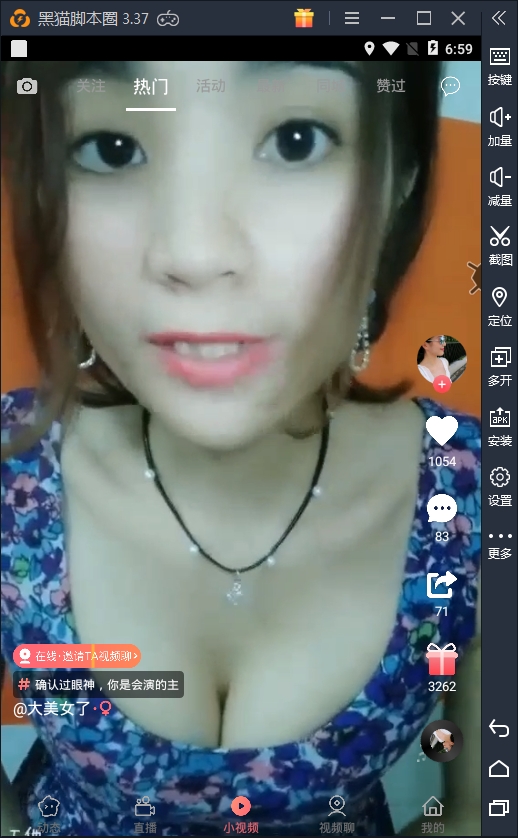 黑猫脚本圈 3.37
6:59
关注
热门
活动
赞过
按键
加量
减量
截图
定位
多开
APK
安装
设置
更多
1054
83
71
3262
在线·邀请TA视频聊>
# 确认过眼神，你是会演的主
@大美女了·♀
动态
直播
小视频
视频聊
我的